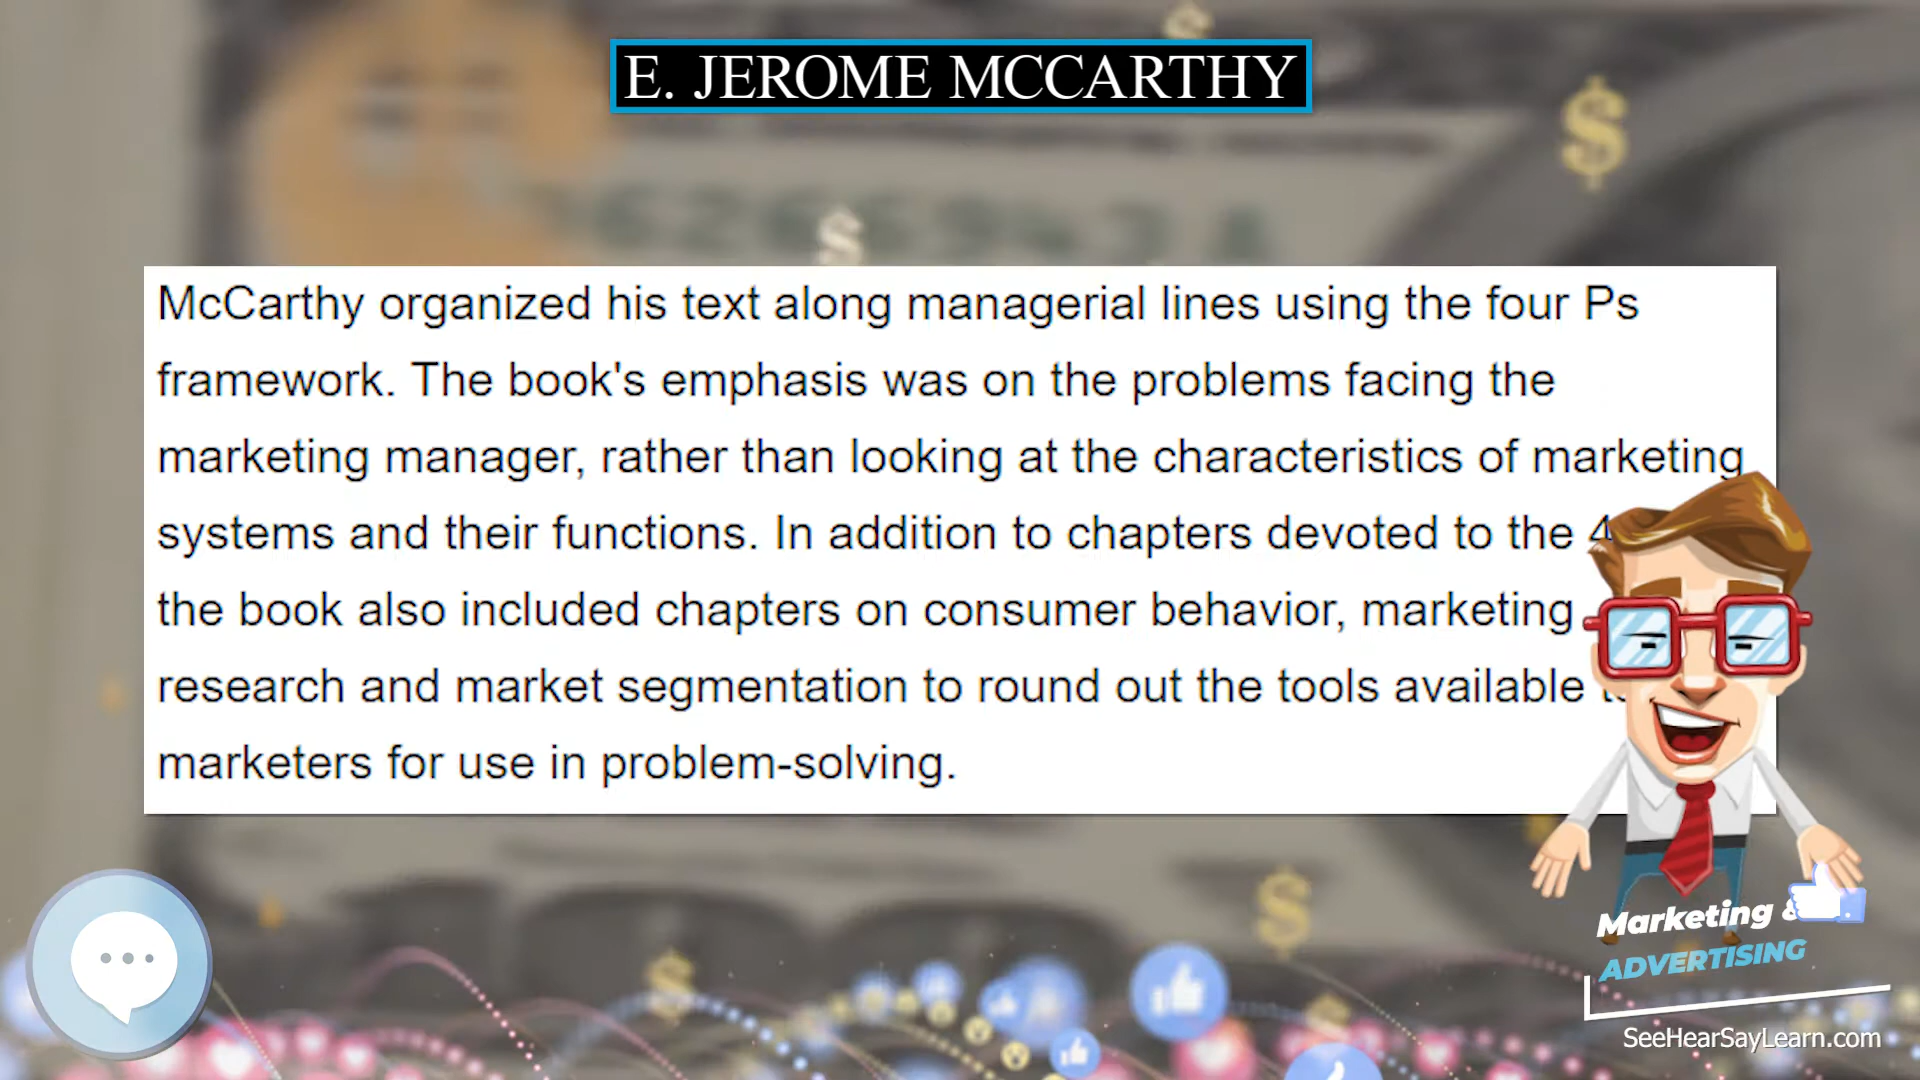 E. JEROME MCCARTHY
McCarthy organized his text along managerial lines using the four Ps
framework. The book's emphasis was on the problems facing the
marketing manager, rather than looking at the characteristics of marketing
systems and their functions. In addition to chapters devoted to the
the book also included chapters on consumer behavior, marketing
research and market segmentation to round out the tools available
marketers for use in problem-solving.
Marketing &
ADVERTISING
SeeHearSayLearn.com